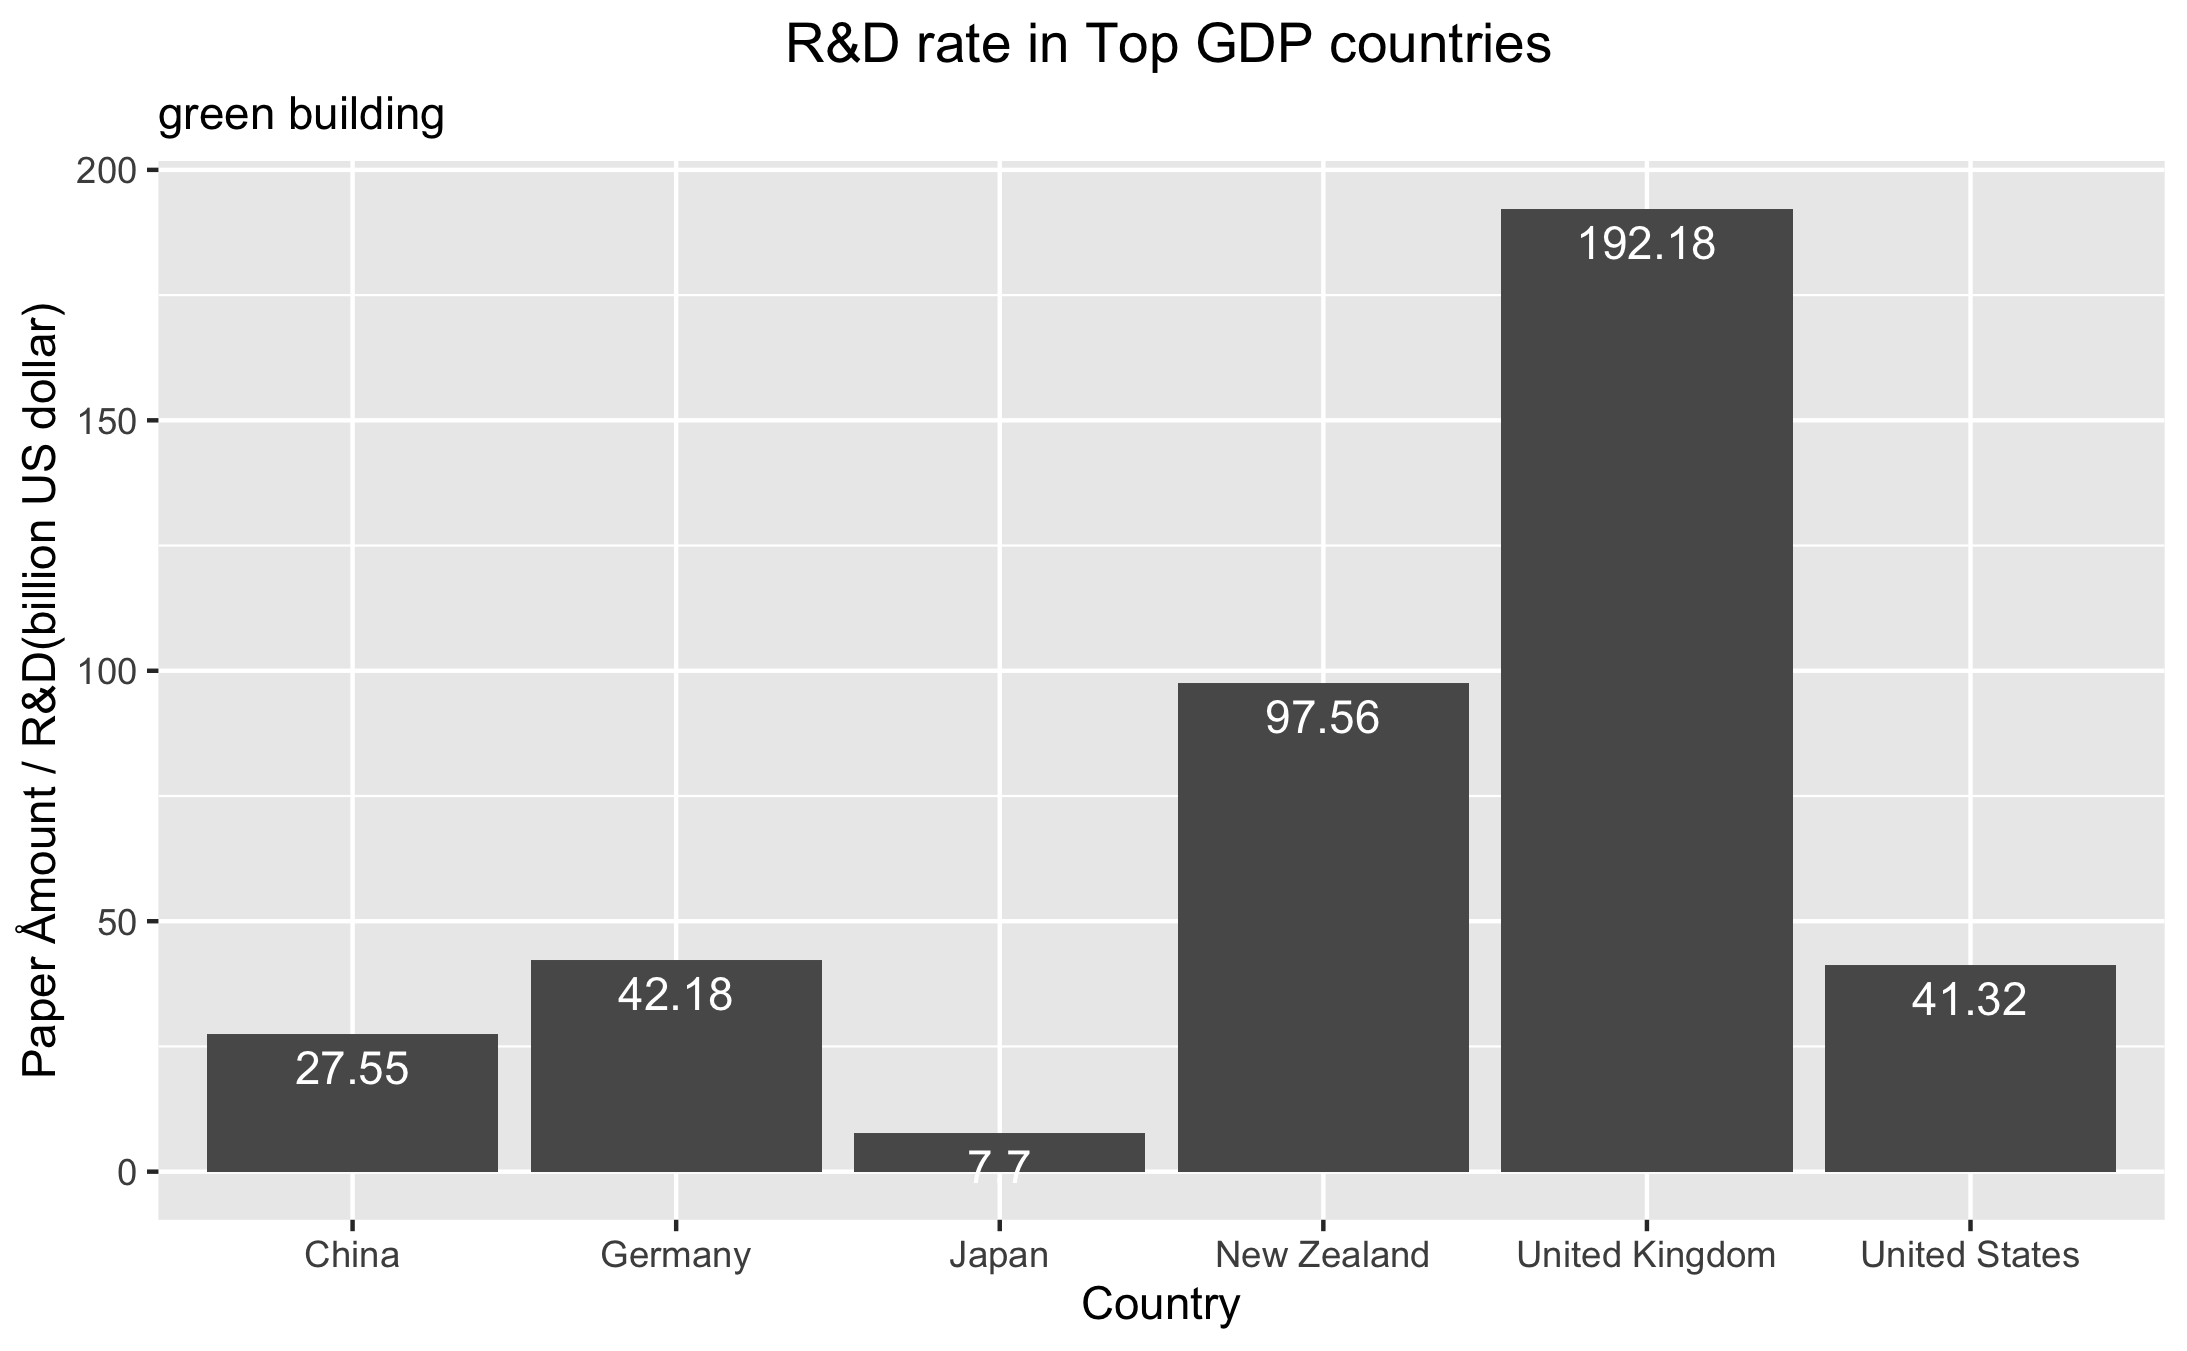 R&D rate in Top GDP countries
green building
Paper Åmount / R&D(billion US dollar)
200
150
100
50
0
27.55
42.18
7.7
97.56
192.18
41.32
China
Germany
Japan
New Zealand
United Kingdom
United States
Country